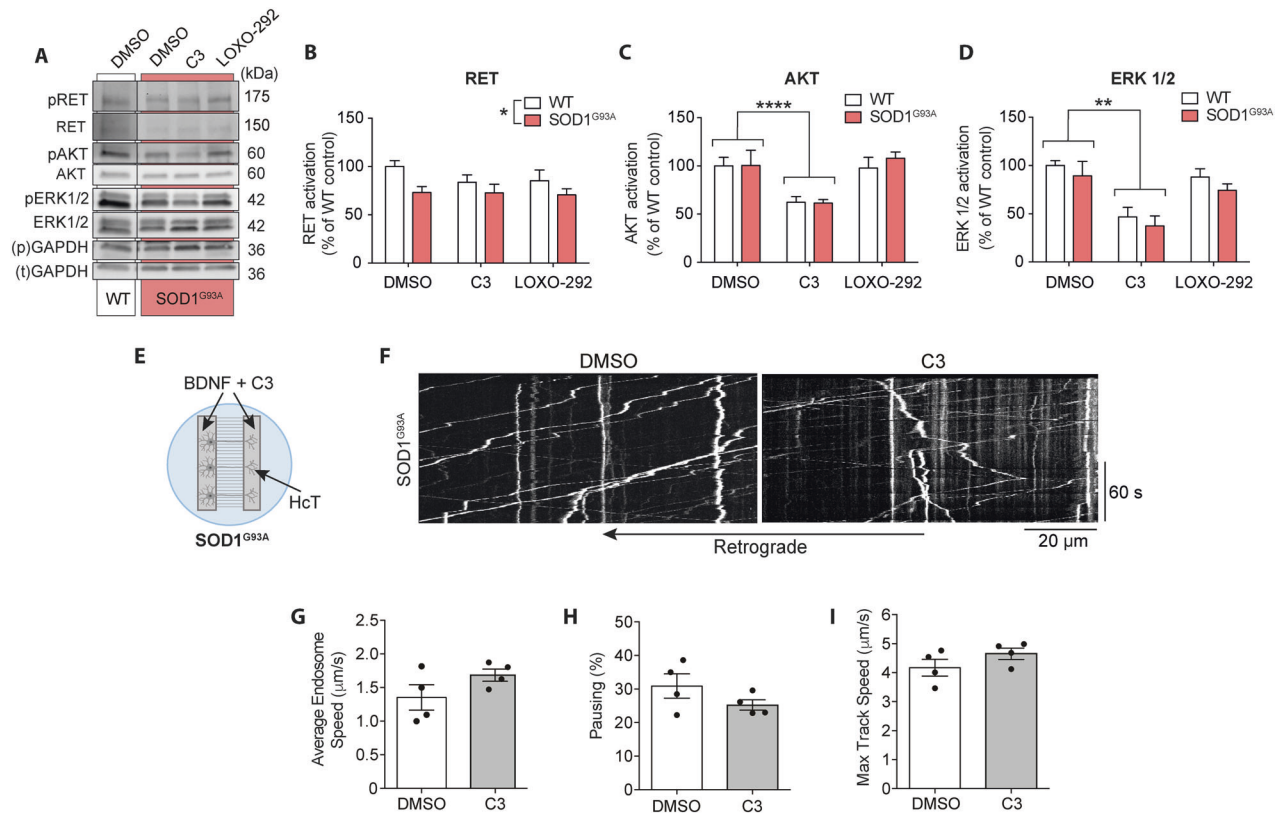 A
DMSO
DMSO
C3
LOXO-292
(kDa)
pRET
175
RET
150
pAKT
60
AKT
60
pERK1/2
42
ERK1/2
42
(p)GAPDH
36
(t)GAPDH
36
WT
SOD1G93A
B
RET
*
WT
SOD1G93A
RET activation
(% of WT control)
150
100
50
0
DMSO
C3
LOXO-292
C
AKT
****
WT
SOD1G93A
AKT activation
(% of WT control)
150
100
50
0
DMSO
C3
LOXO-292
D
ERK 1/2
**
WT
SOD1G93A
ERK 1/2 activation
(% of WT control)
150
100
50
0
DMSO
C3
LOXO-292
E
BDNF + C3
HcT
SOD1G93A
F
DMSO
C3
SOD1G93A
60 s
Retrograde
20 µm
G
Average Endosome
Speed (µm/s)
2.5
2.0
1.5
1.0
0.5
0
DMSO
C3
H
Pausing (%)
50
40
30
20
10
0
DMSO
C3
I
Max Track Speed (µm/s)
6
5
4
3
2
1
0
DMSO
C3